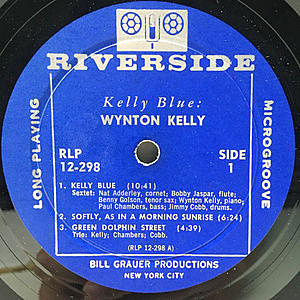 RIVERSIDE
Kelly Blue:
WYNTON KELLY
LONG PLAYING
MICROGROOVE
RLP
12-298
SIDE
1
1. KELLY BLUE (10:41)
Sextet: Nat Adderley, cornet; Bobby Jaspar, flute;
Benny Golson, tenor sax; Wynton Kelly, piano;
Paul Chambers, bass; Jimmy Cobb, drums.
2. SOFTLY, AS IN A MORNING SUNRISE (6:24)
3. GREEN DOLPHIN STREET (4:39)
Trio: Kelly; Chambers; Cobb.
(RLP 12-298 A)
BILL GRAUER PRODUCTIONS
NEW YORK CITY